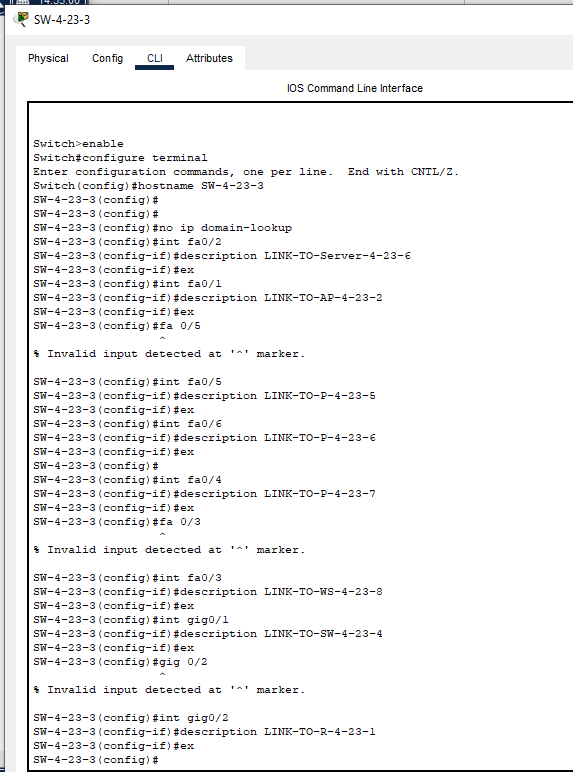 SW-4-23-3
Physical Config CLI Attributes
IOS Command Line Interface
Switch>enable
Switch#configure terminal
Enter configuration commands, one per line.  End with CNTL/Z.
Switch(config)#hostname SW-4-23-3
SW-4-23-3(config)#
SW-4-23-3(config)#
SW-4-23-3(config)#no ip domain-lookup
SW-4-23-3(config)#int fa0/2
SW-4-23-3(config-if)#description LINK-TO-Server-4-23-6
SW-4-23-3(config-if)#ex
SW-4-23-3(config)#int fa0/1
SW-4-23-3(config-if)#description LINK-TO-AP-4-23-2
SW-4-23-3(config-if)#ex
SW-4-23-3(config)#fa 0/5
^
% Invalid input detected at '^' marker.
SW-4-23-3(config)#int fa0/5
SW-4-23-3(config-if)#description LINK-TO-P-4-23-5
SW-4-23-3(config-if)#ex
SW-4-23-3(config)#int fa0/6
SW-4-23-3(config-if)#description LINK-TO-P-4-23-6
SW-4-23-3(config-if)#ex
SW-4-23-3(config)#
SW-4-23-3(config)#int fa0/4
SW-4-23-3(config-if)#description LINK-TO-P-4-23-7
SW-4-23-3(config-if)#ex
SW-4-23-3(config)#fa 0/3
^
% Invalid input detected at '^' marker.
SW-4-23-3(config)#int fa0/3
SW-4-23-3(config-if)#description LINK-TO-WS-4-23-8
SW-4-23-3(config-if)#ex
SW-4-23-3(config)#int gig0/1
SW-4-23-3(config-if)#description LINK-TO-SW-4-23-4
SW-4-23-3(config-if)#ex
SW-4-23-3(config)#gig 0/2
^
% Invalid input detected at '^' marker.
SW-4-23-3(config)#int gig0/2
SW-4-23-3(config-if)#description LINK-TO-R-4-23-1
SW-4-23-3(config-if)#ex
SW-4-23-3(config)#